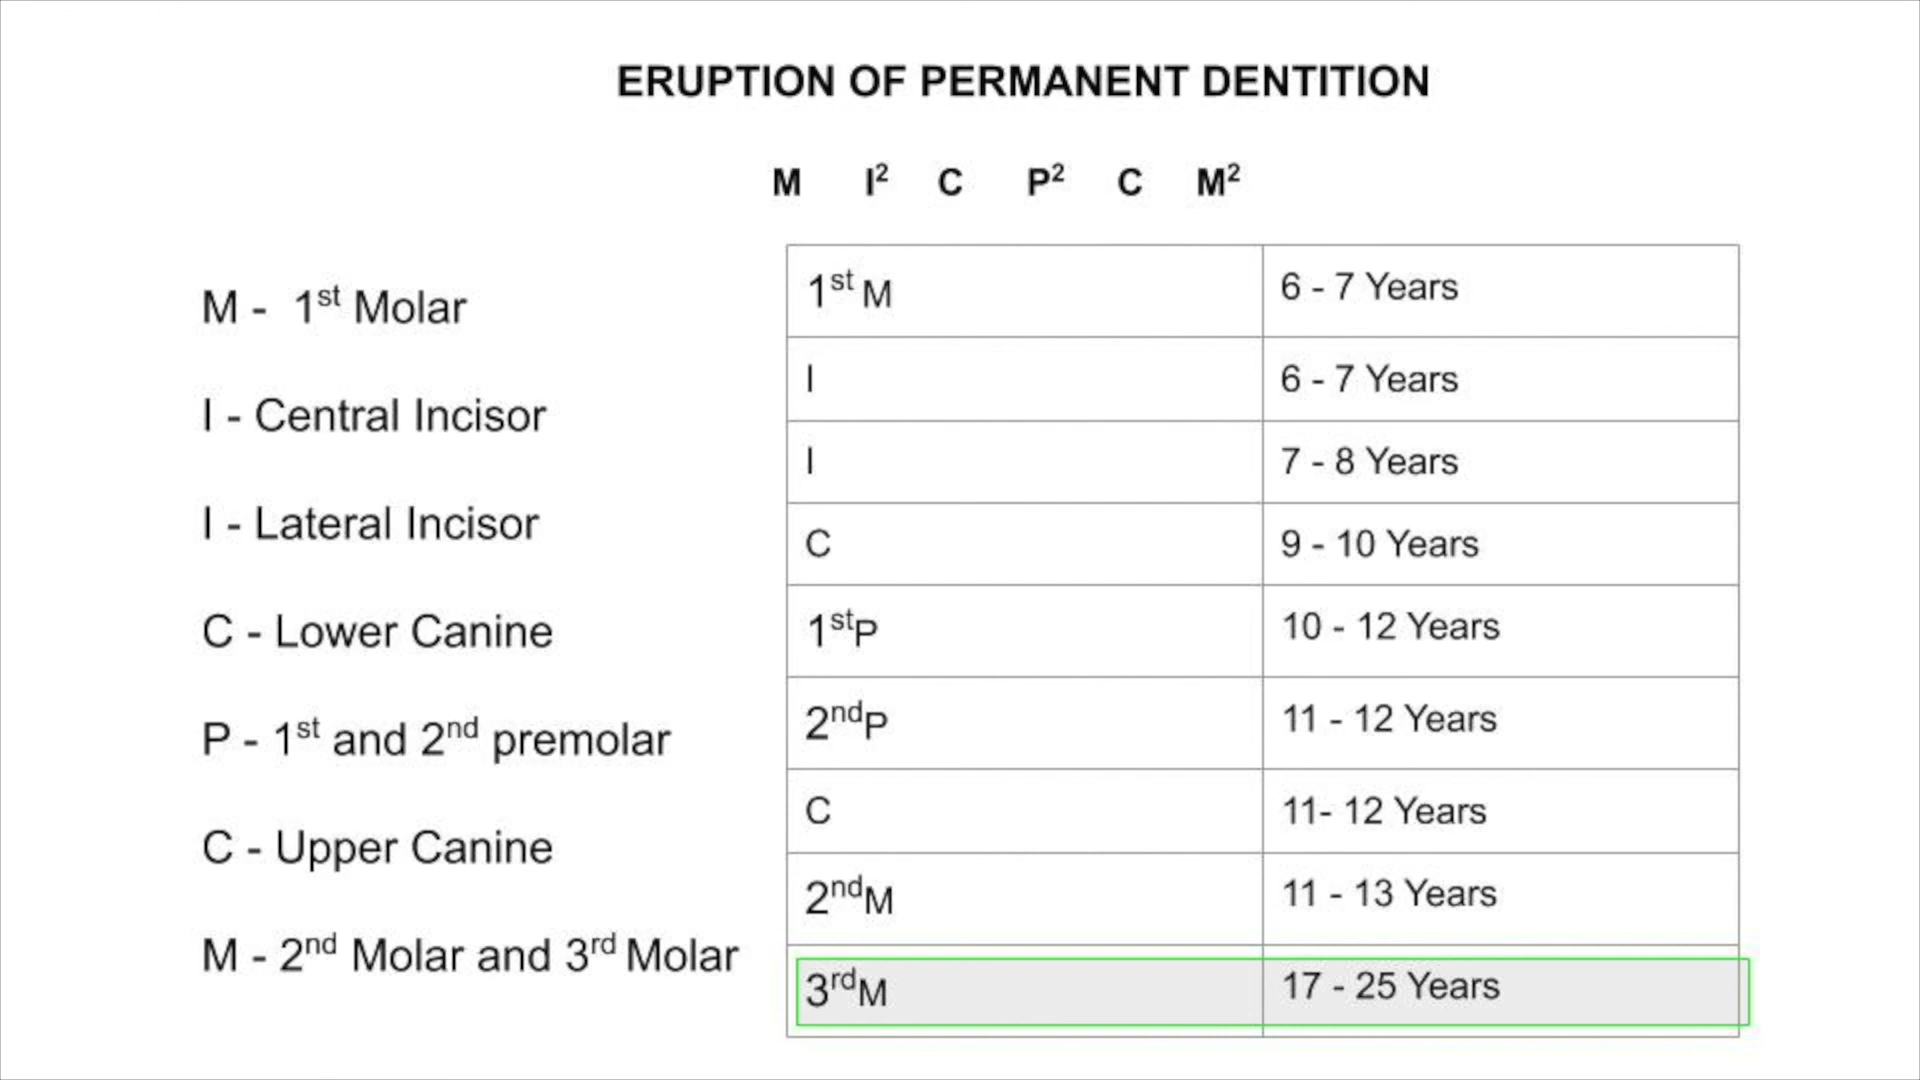 ERUPTION OF PERMANENT DENTITION
M I² C P² C M²
M - 1st Molar
I - Central Incisor
I - Lateral Incisor
C - Lower Canine
P - 1st and 2nd premolar
C - Upper Canine
M - 2nd Molar and 3rd Molar
1st M 6 - 7 Years
I 6 - 7 Years
I 7 - 8 Years
C 9 - 10 Years
1stP 10 - 12 Years
2ndP 11 - 12 Years
C 11- 12 Years
2ndM 11 - 13 Years
3rdM 17 - 25 Years